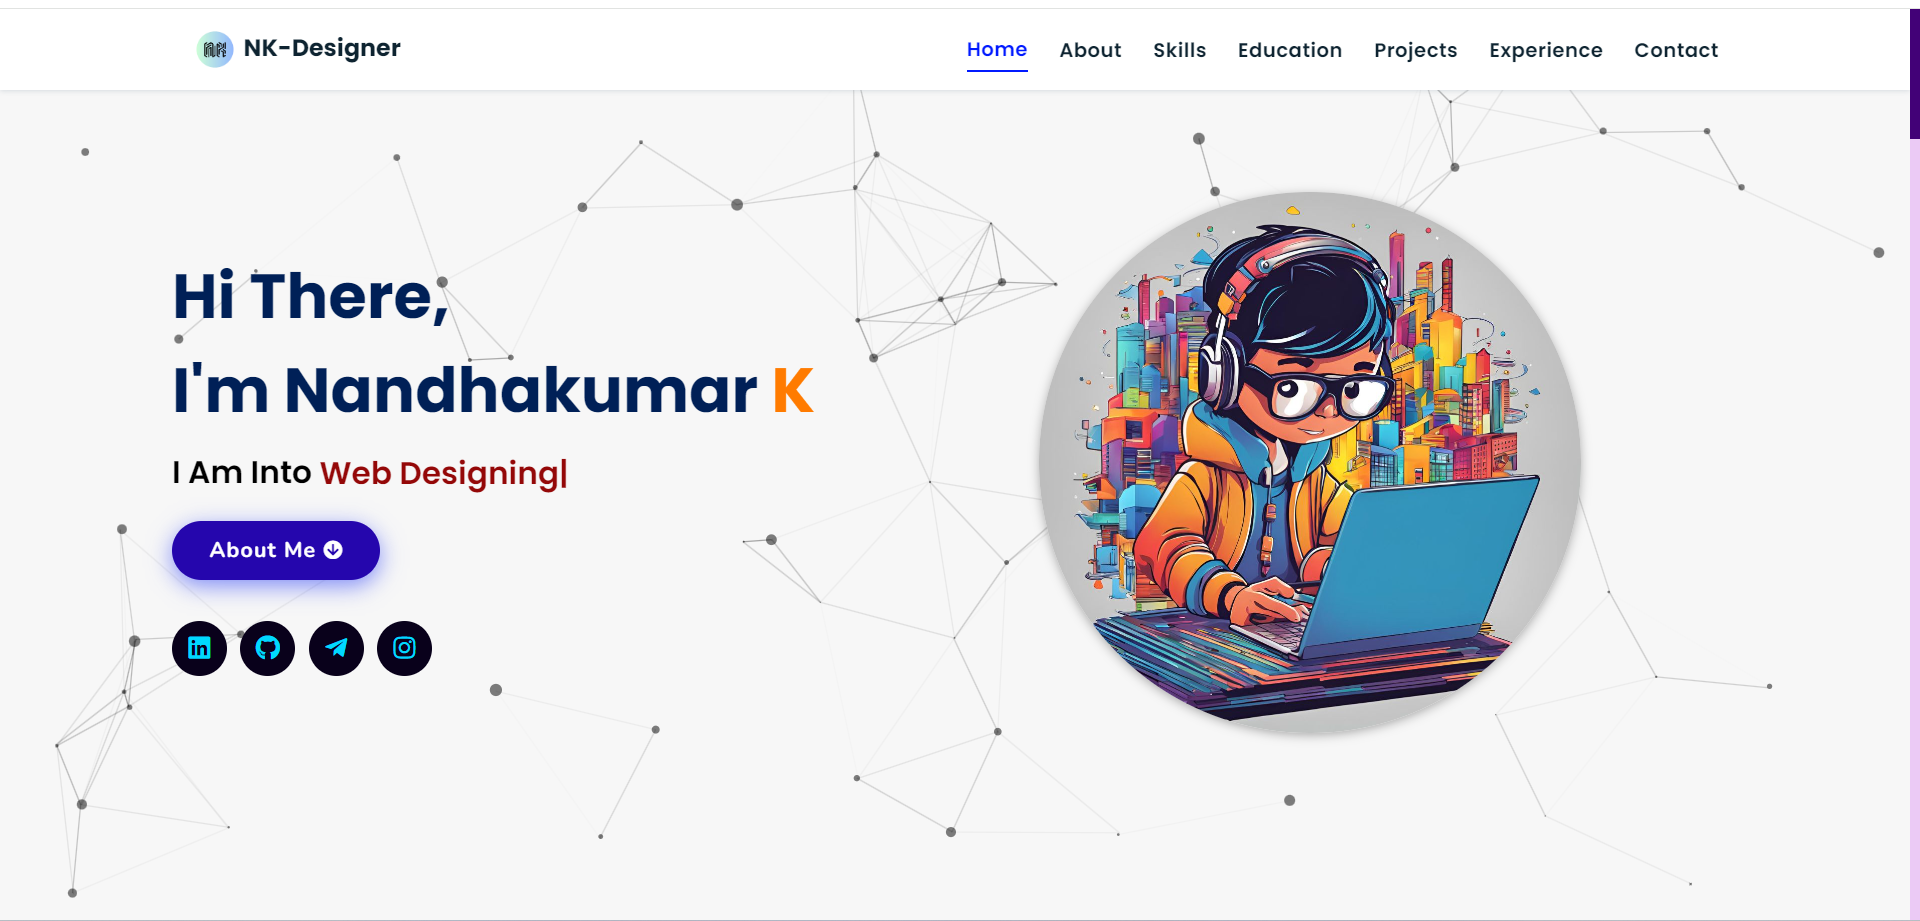 NK-Designer
Home About Skills Education Projects Experience Contact
Hi There,
I'm Nandhakumar K
I Am Into Web Designing|
About Me